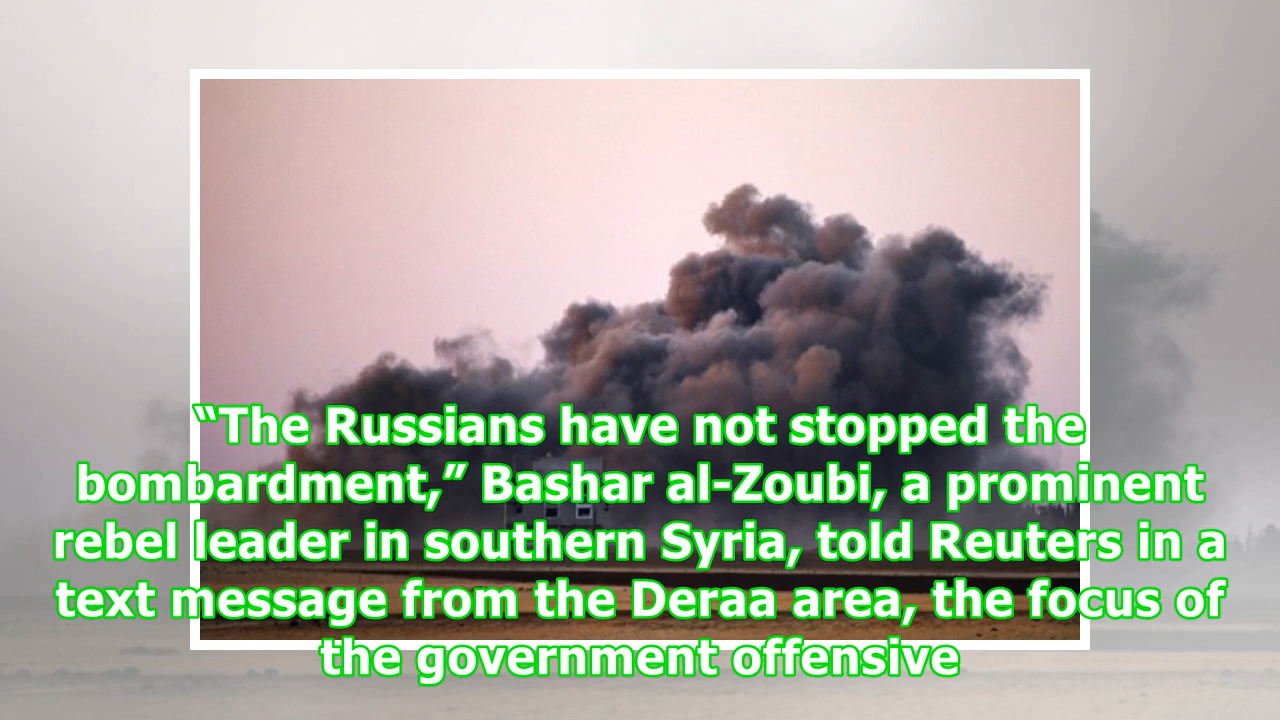 “The Russians have not stopped the
bombardment,” Bashar al-Zoubi, a prominent
rebel leader in southern Syria, told Reuters in a
text message from the Deraa area, the focus of
the government offensive